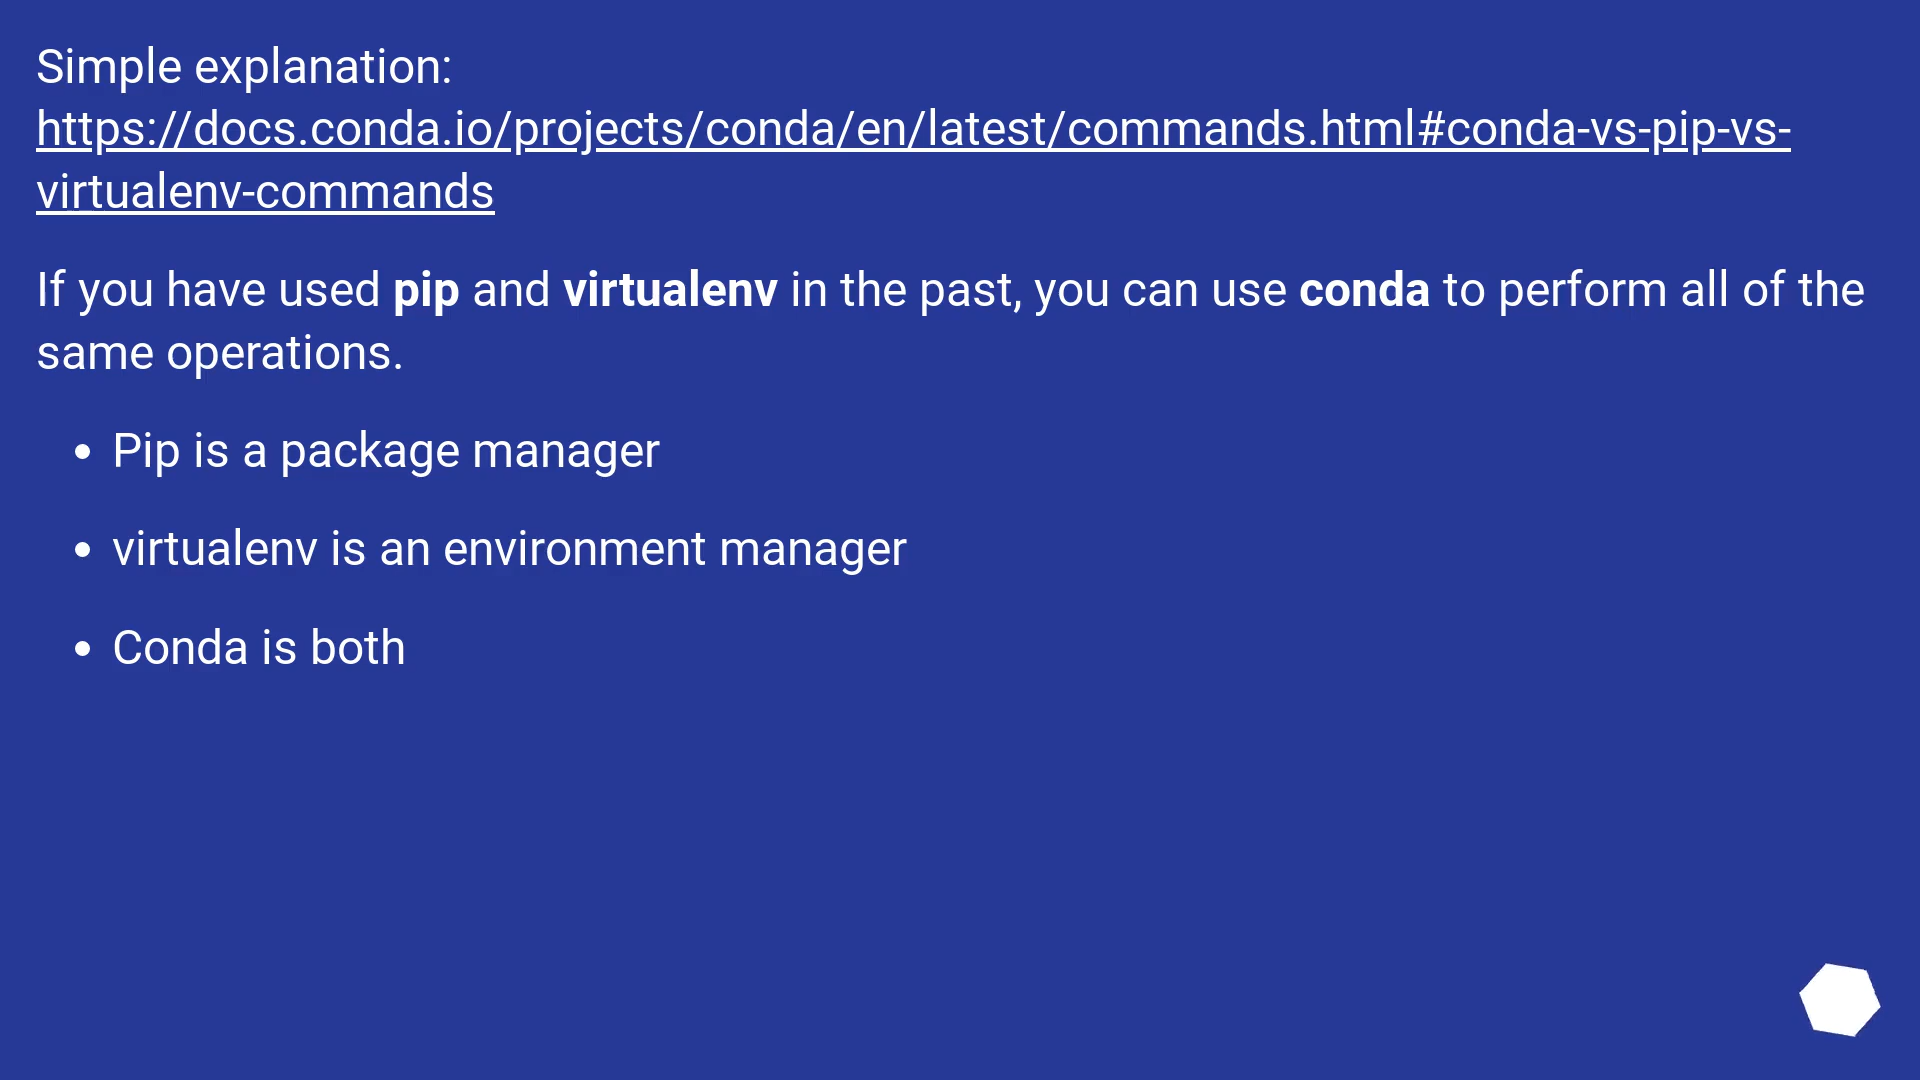 Simple explanation:
https://docs.conda.io/projects/conda/en/latest/commands.html#conda-vs-pip-vs-
virtualenv-commands
If you have used pip and virtualenv in the past, you can use conda to perform all of the
same operations.
• Pip is a package manager
• virtualenv is an environment manager
• Conda is both